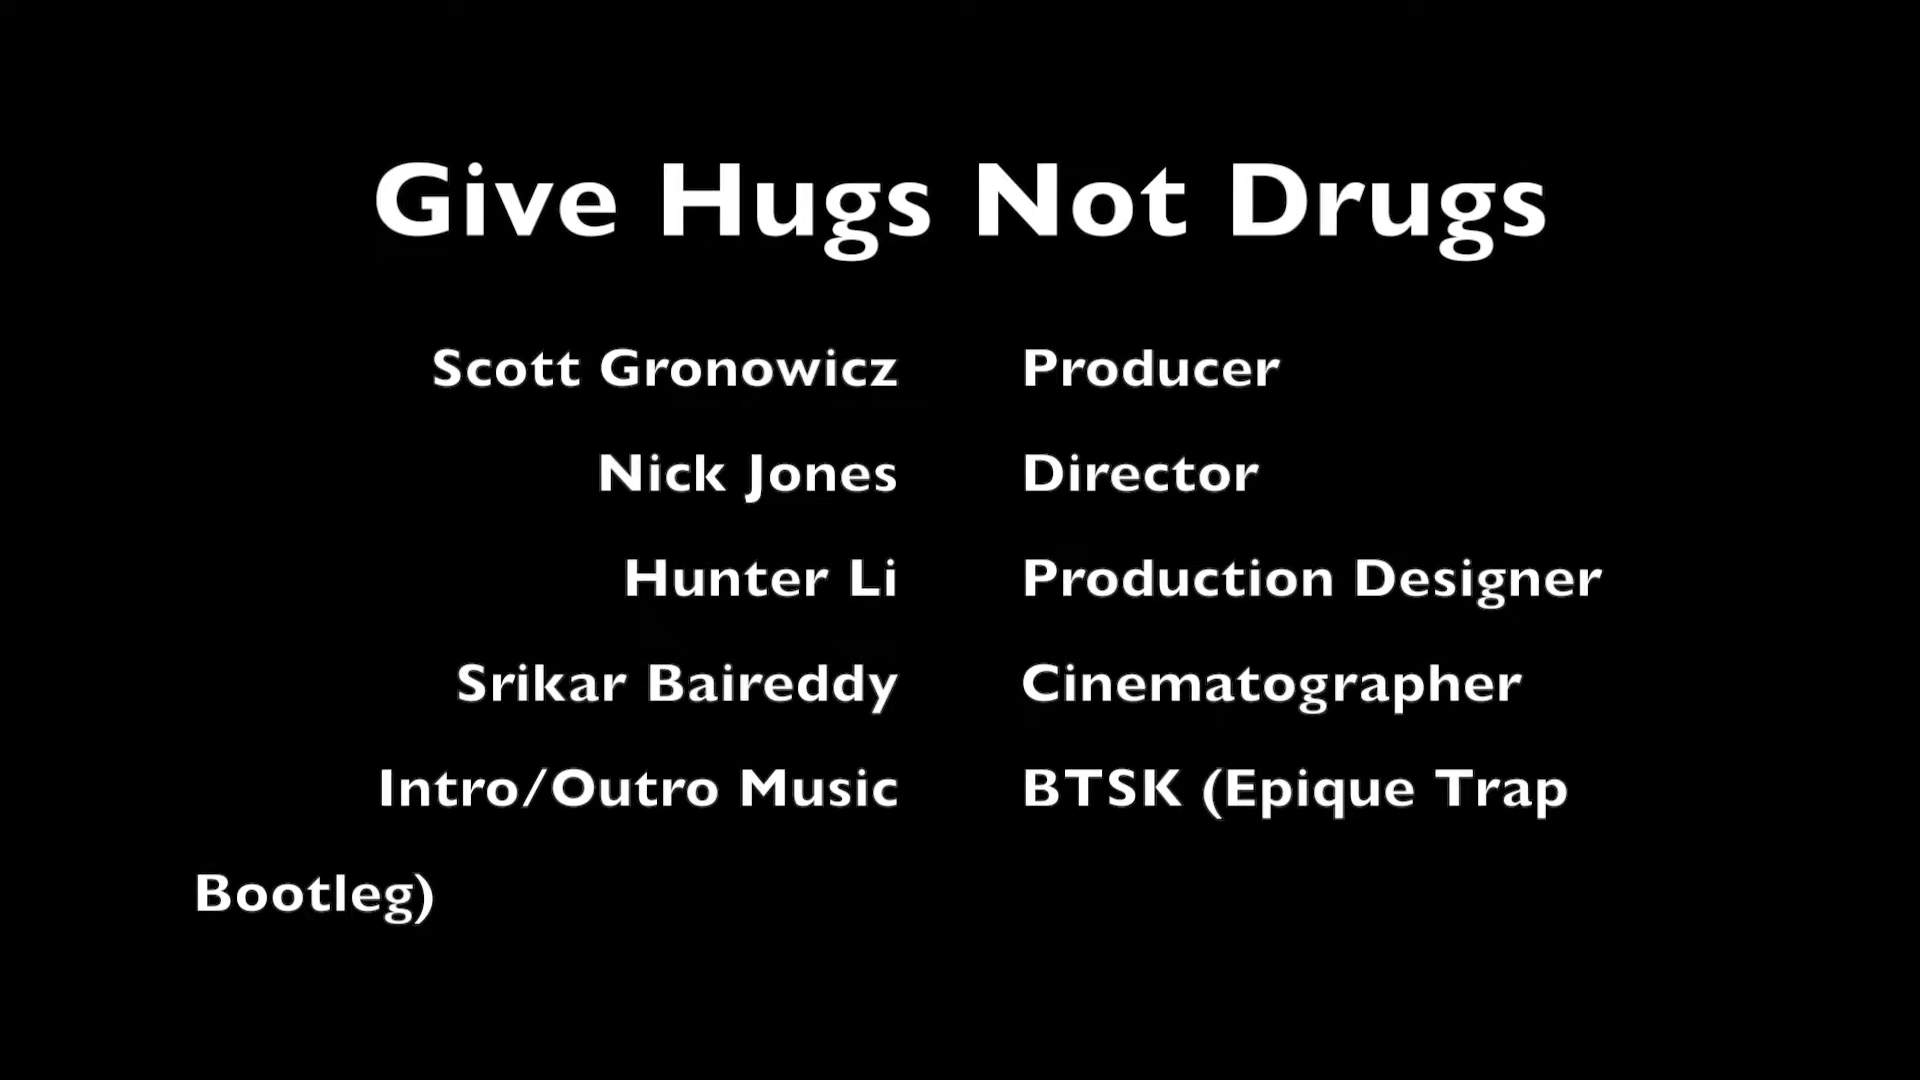 Give Hugs Not Drugs
Scott Gronowicz Producer
Nick Jones Director
Hunter Li Production Designer
Srikar Baireddy Cinematographer
Intro/Outro Music BTSK (Epique Trap
Bootleg)